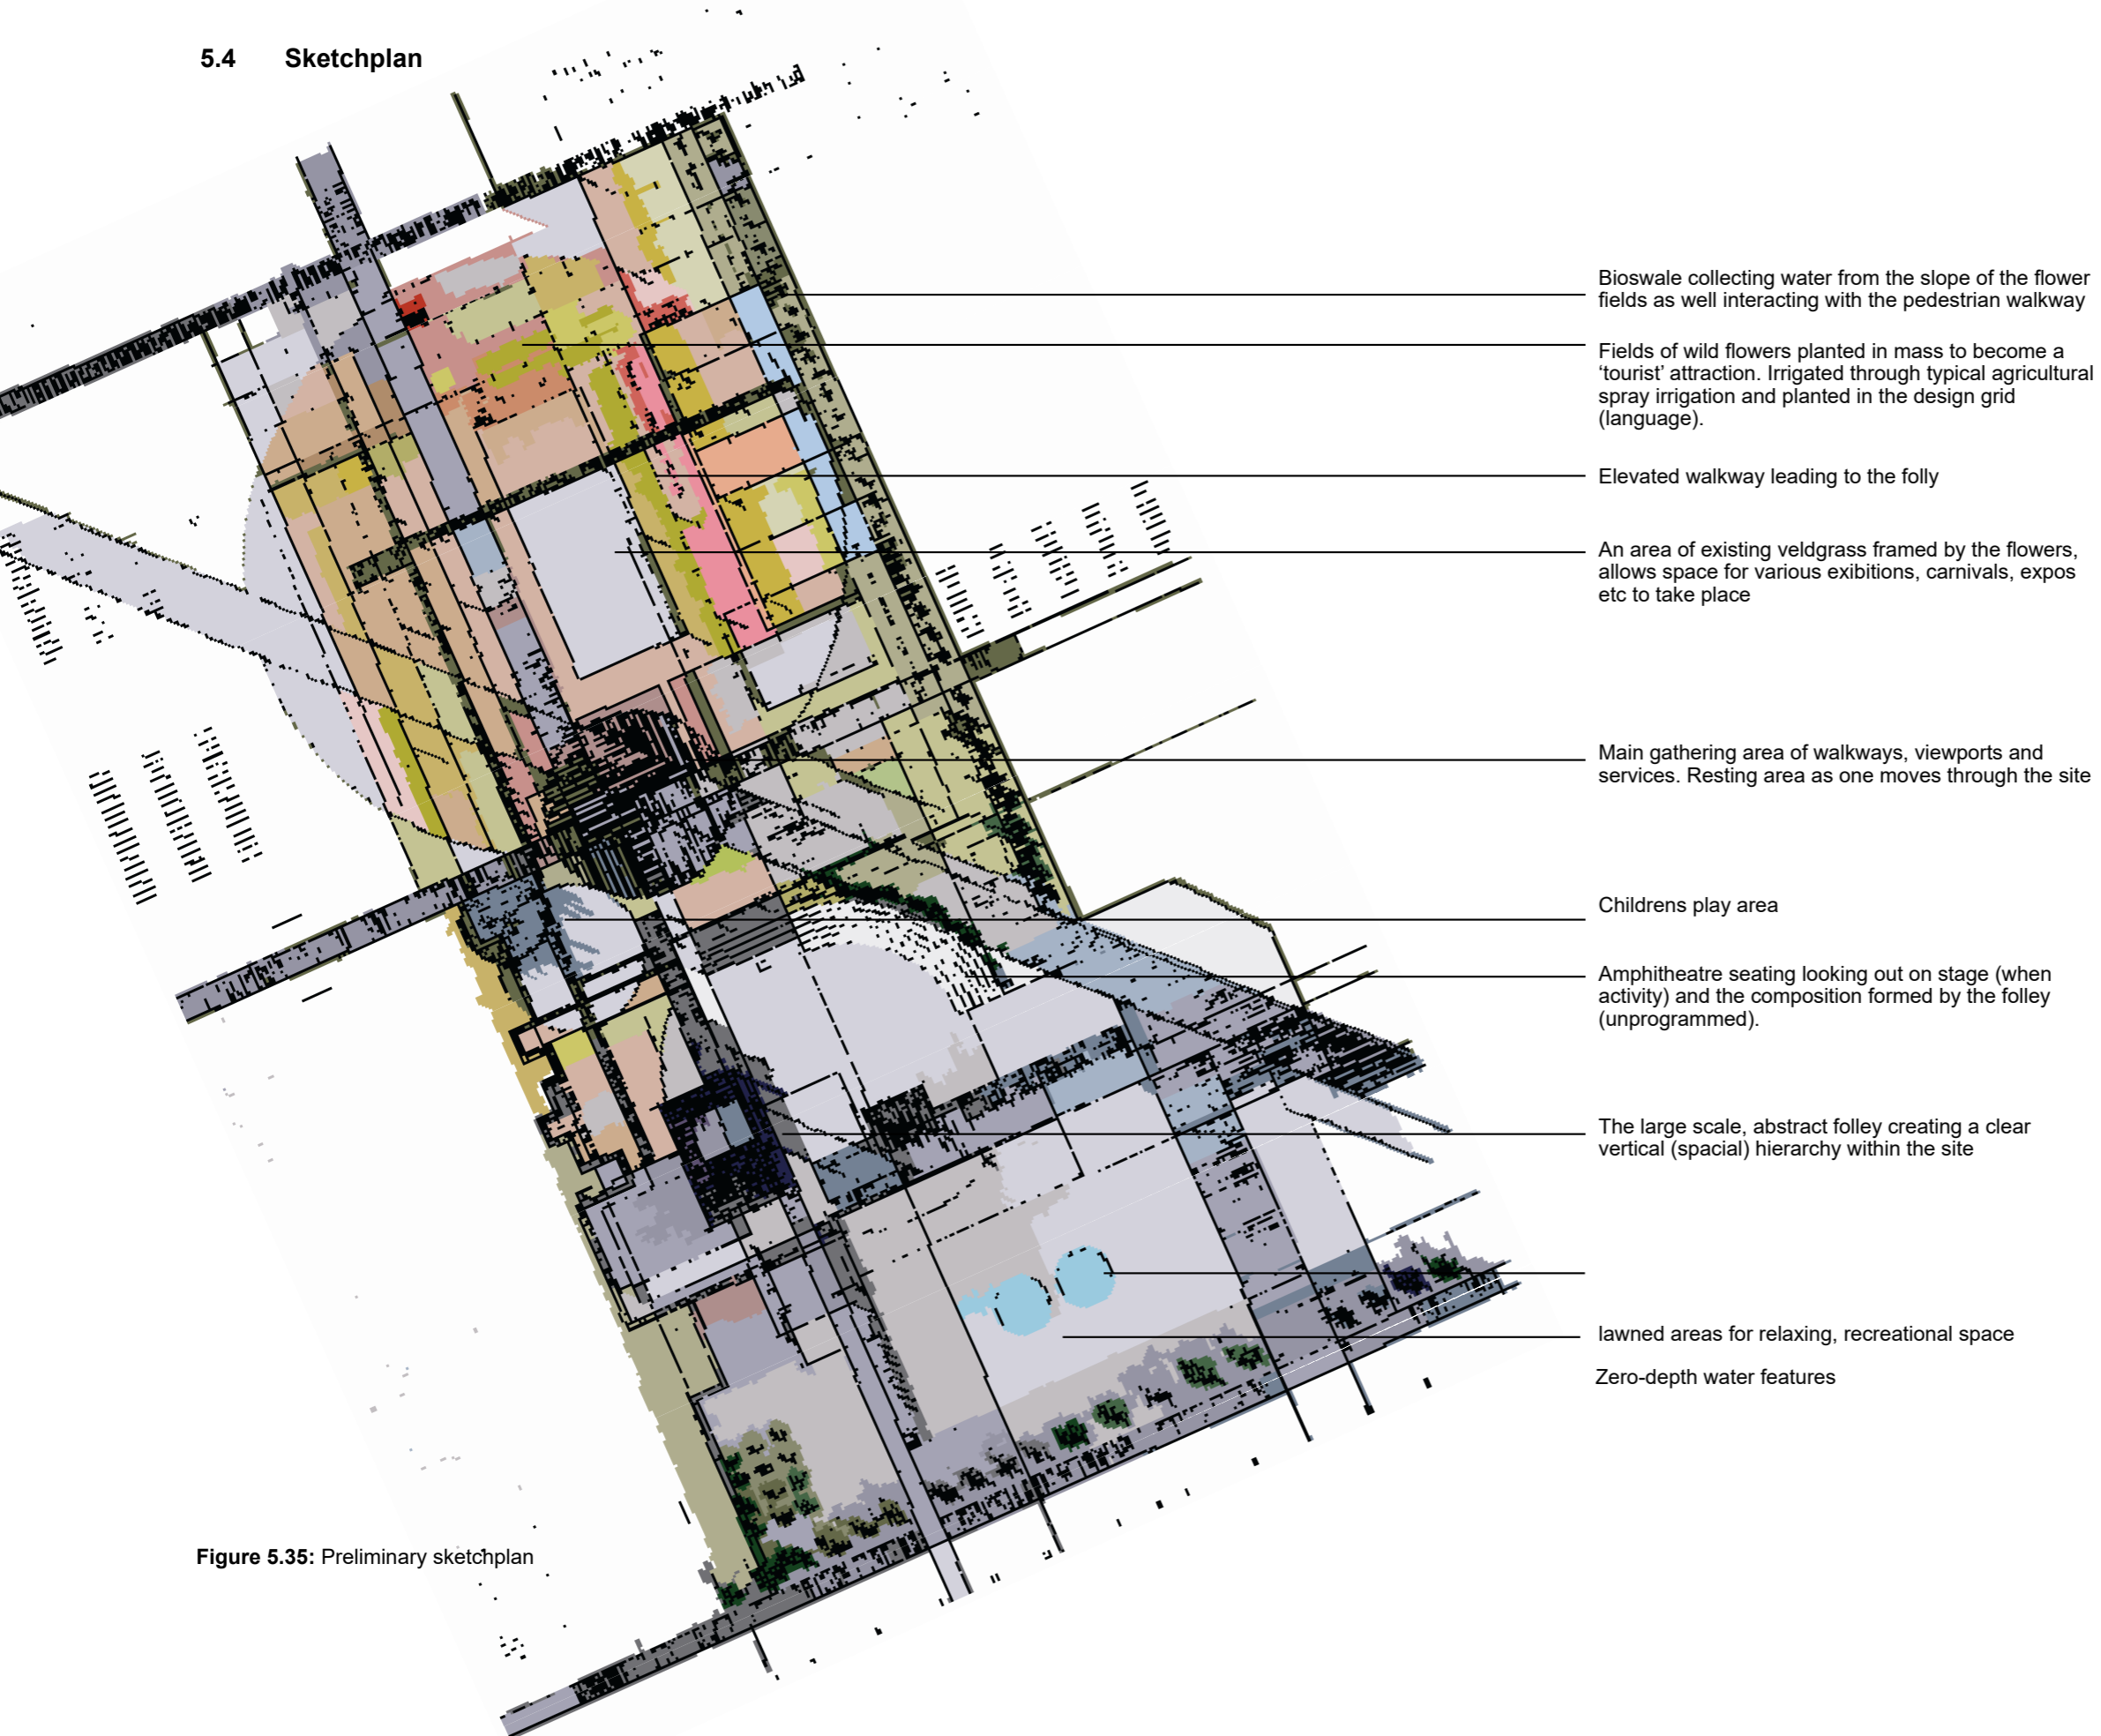 5.4 Sketchplan
Bioswale collecting water from the slope of the flower
fields as well interacting with the pedestrian walkway
Fields of wild flowers planted in mass to become a
‘tourist’ attraction. Irrigated through typical agricultural
spray irrigation and planted in the design grid
(language).
Elevated walkway leading to the folly
An area of existing veldgrass framed by the flowers,
allows space for various exibitions, carnivals, expos
etc to take place
Main gathering area of walkways, viewports and
services. Resting area as one moves through the site
Childrens play area
Amphitheatre seating looking out on stage (when
activity) and the composition formed by the folley
(unprogrammed).
The large scale, abstract folley creating a clear
vertical (spacial) hierarchy within the site
lawned areas for relaxing, recreational space
Zero-depth water features
Figure 5.35: Preliminary sketchplan